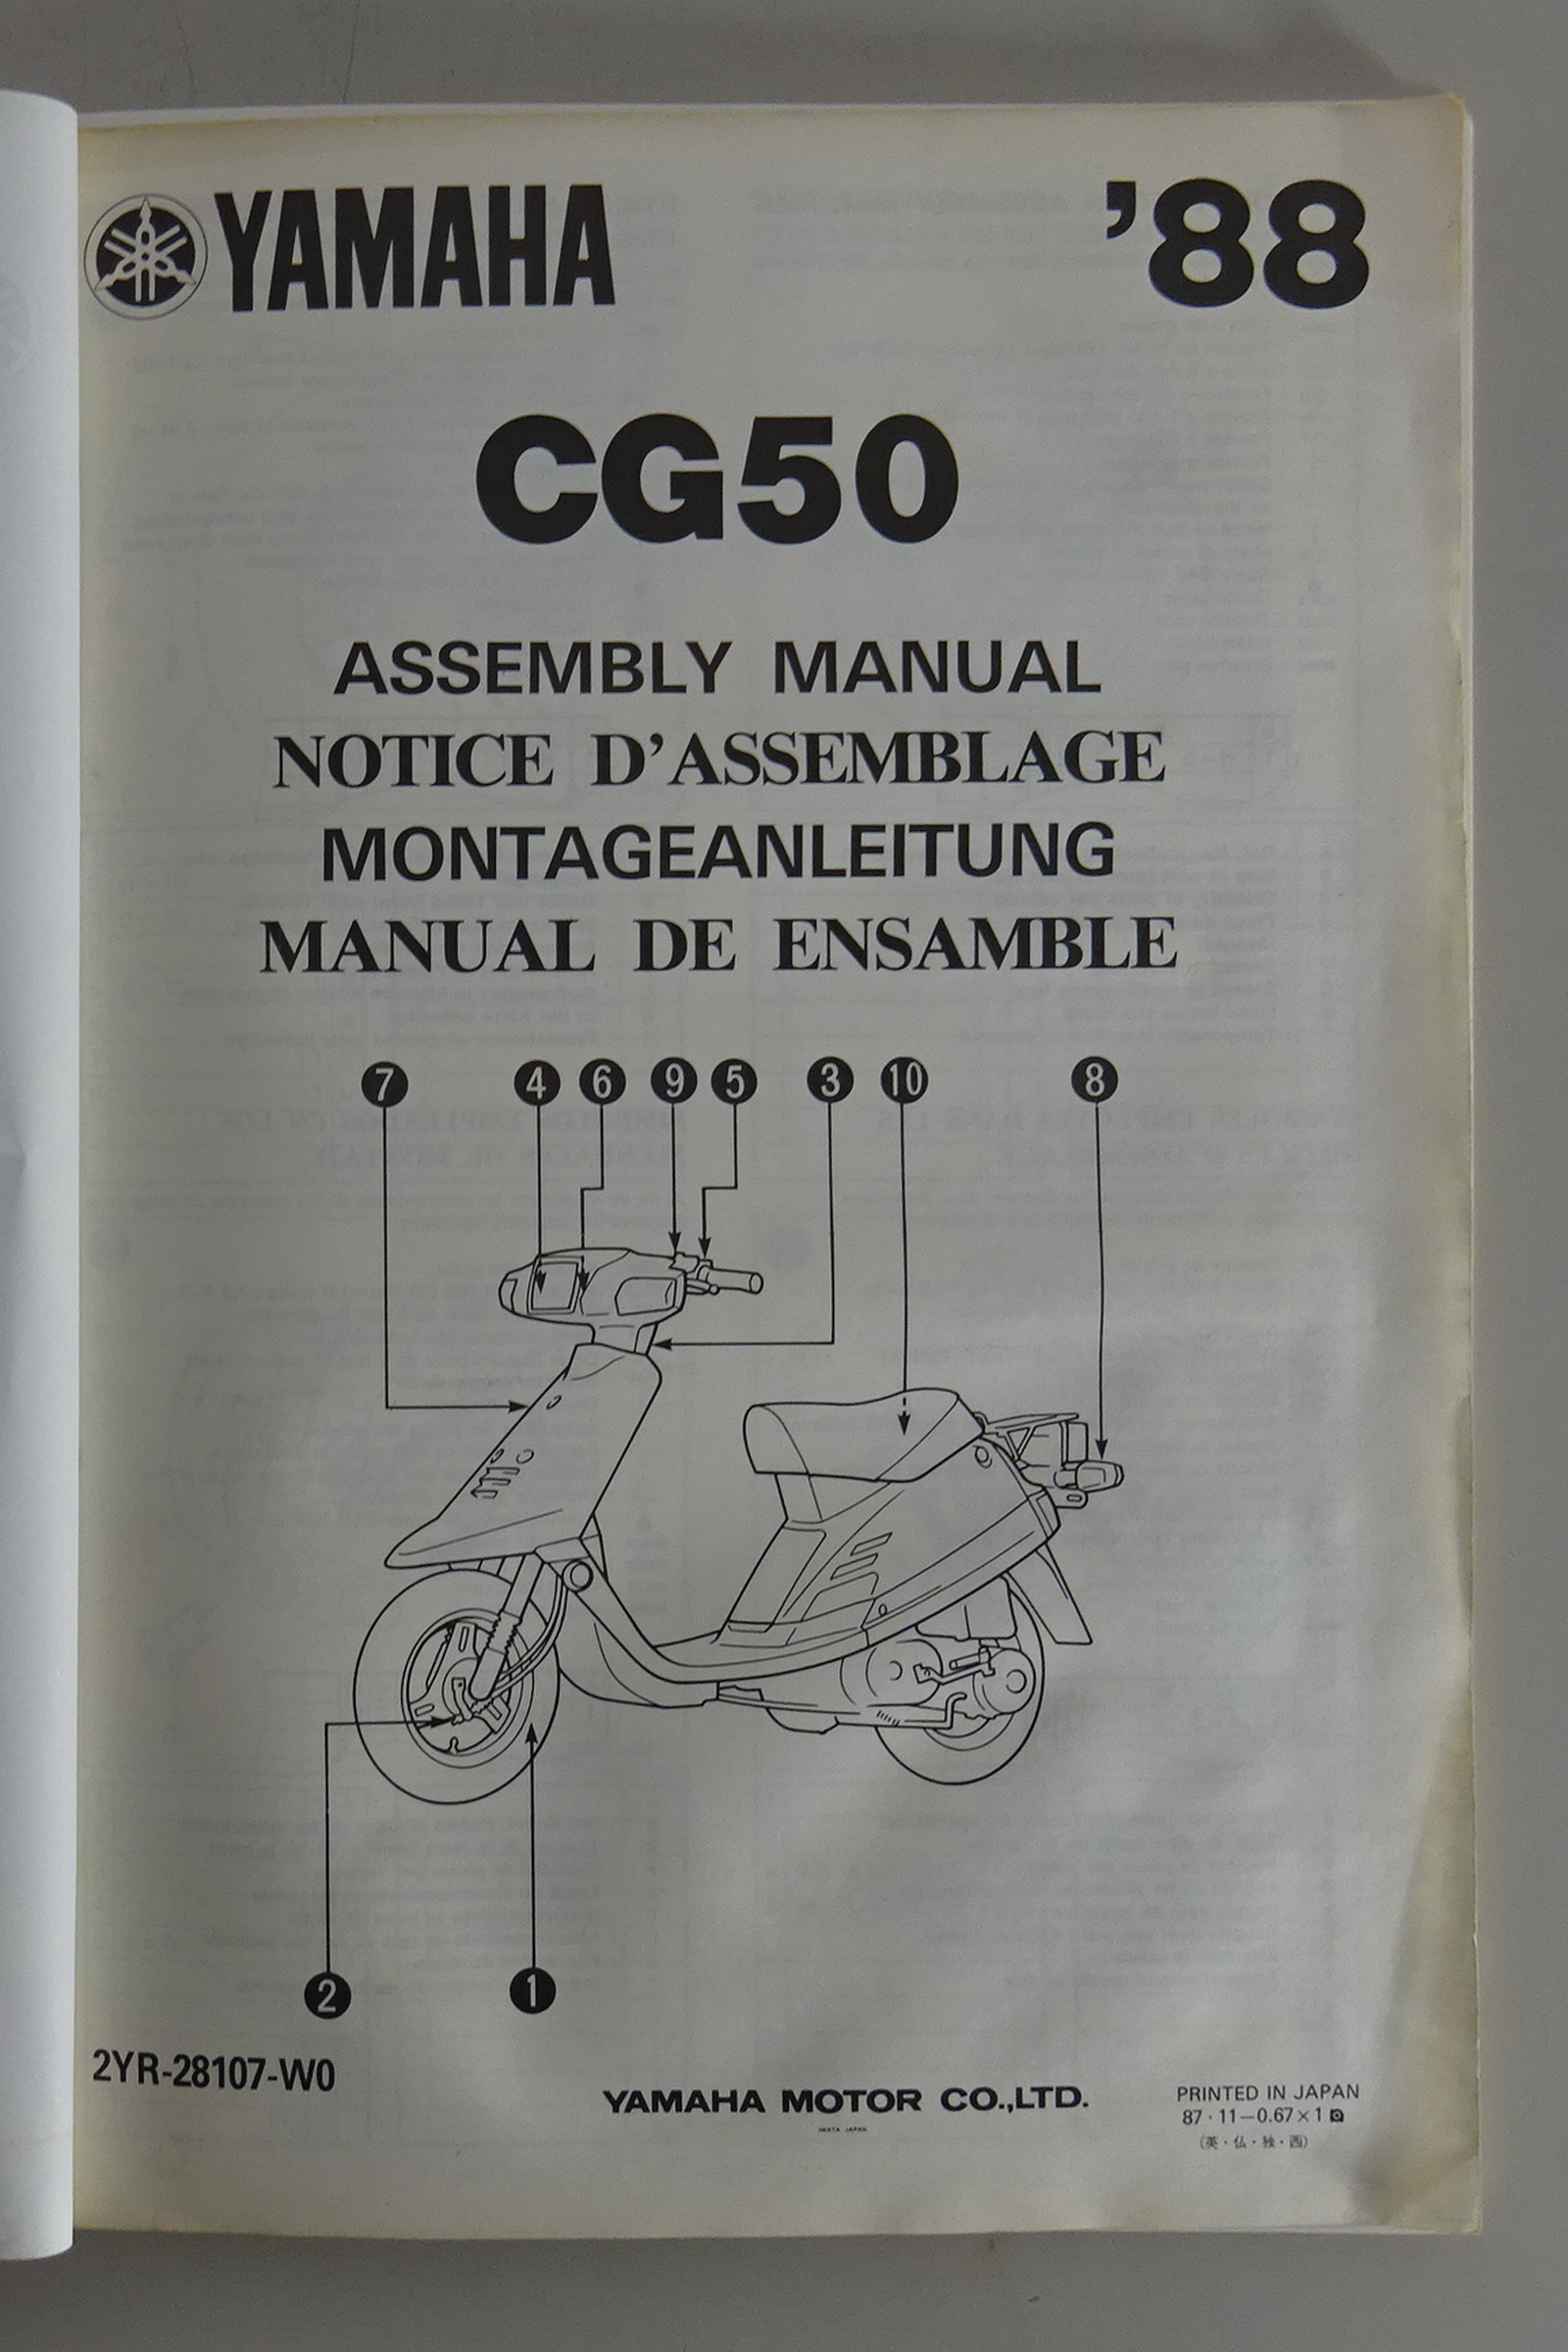 YAMAHA '88
CG50
ASSEMBLY MANUAL
NOTICE D'ASSEMBLAGE
MONTAGEANLEITUNG
MANUAL DE ENSAMBLE
7 4 6 9 5 3 10 8
2 1
2YR-28107-W0
YAMAHA MOTOR CO.,LTD.
IWATA JAPAN
PRINTED IN JAPAN
87·11－0.67×1
(英・仏・独・西)